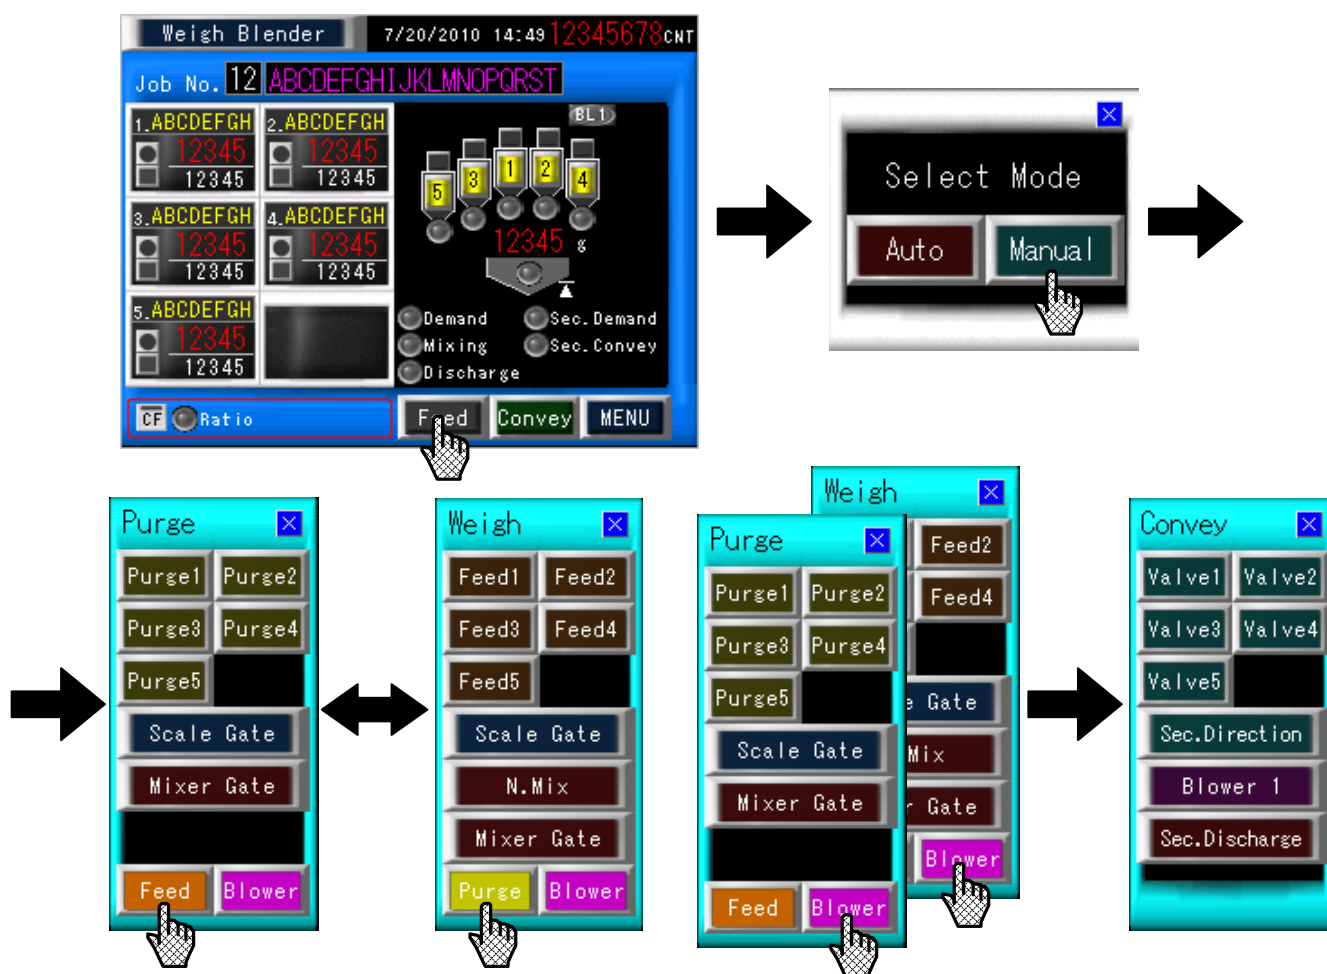 Weigh Blender 7/20/2010 14:49 12345678CNT
Job No. 12 ABCDEFGHIJKLMNOPQRST
1.ABCDEFGH 2.ABCDEFGH
12345 12345
12345 12345
3.ABCDEFGH 4.ABCDEFGH
12345 12345
12345 12345
5.ABCDEFGH
12345
12345
BL1
5 3 1 2 4
12345 g
Demand Sec.Demand
Mixing Sec.Convey
Discharge
CF Ratio
Feed Convey MENU
Select Mode
Auto Manual
Purge
Purge1 Purge2
Purge3 Purge4
Purge5
Scale Gate
Mixer Gate
Feed Blower
Weigh
Feed1 Feed2
Feed3 Feed4
Feed5
Scale Gate
N.Mix
Mixer Gate
Purge Blower
Purge
Purge1 Purge2
Purge3 Purge4
Purge5
Scale Gate
Mixer Gate
Feed Blower
Weigh
Feed2
Feed4
e Gate
Mix
r Gate
Blower
Convey
Valve1 Valve2
Valve3 Valve4
Valve5
Sec.Direction
Blower 1
Sec.Discharge